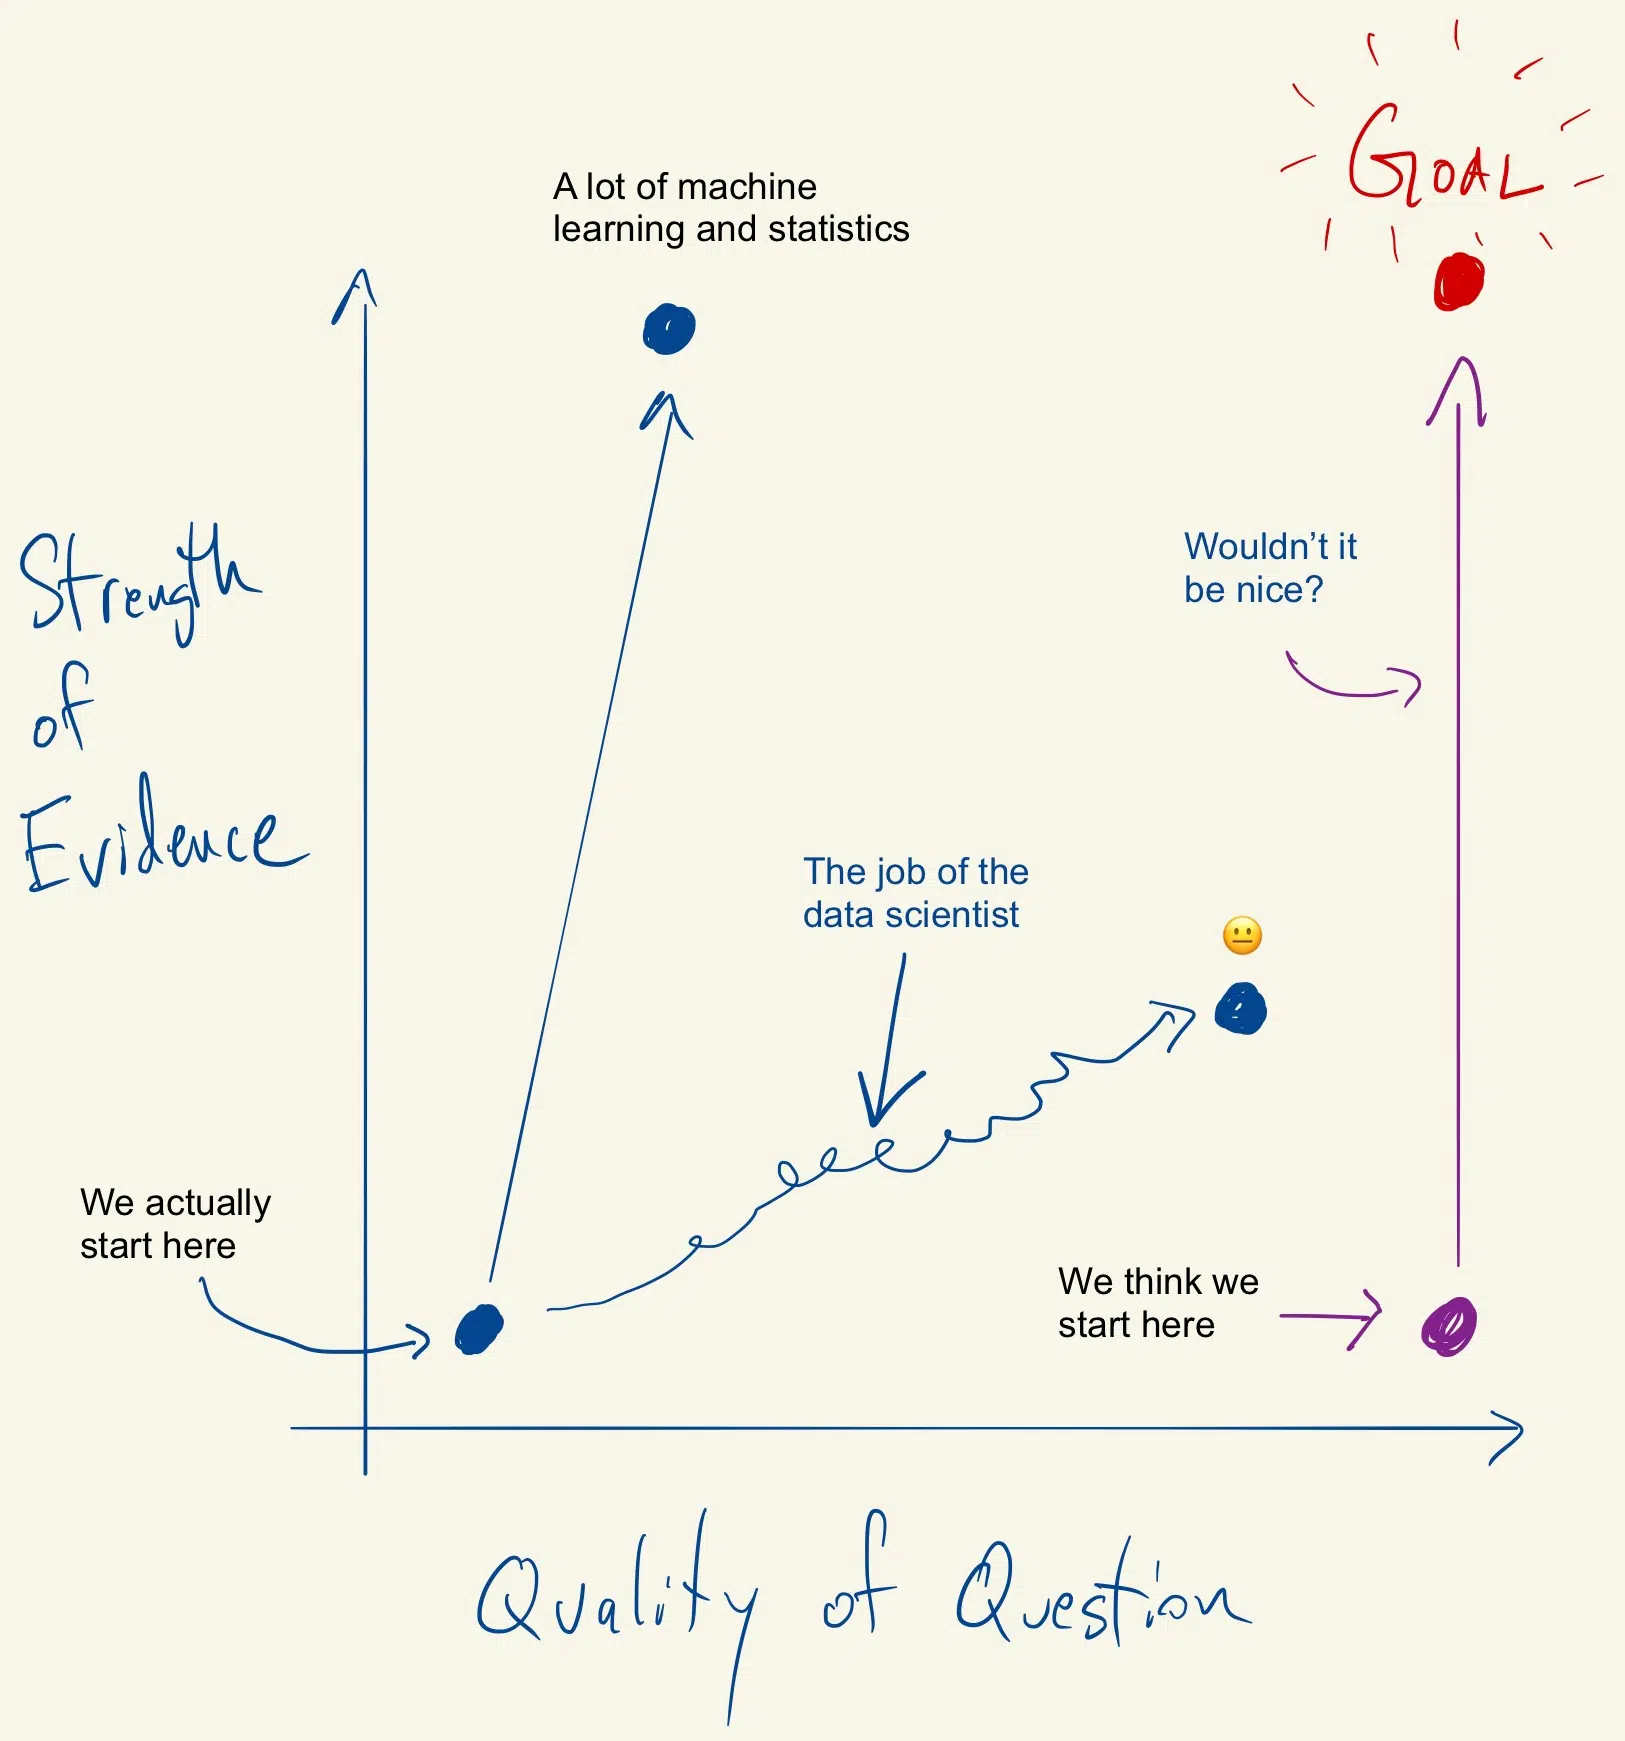 GOAL
A lot of machine
learning and statistics
Strength
of
Evidence
Wouldn’t it
be nice?
The job of the
data scientist
We actually
start here
We think we
start here
Quality of Question